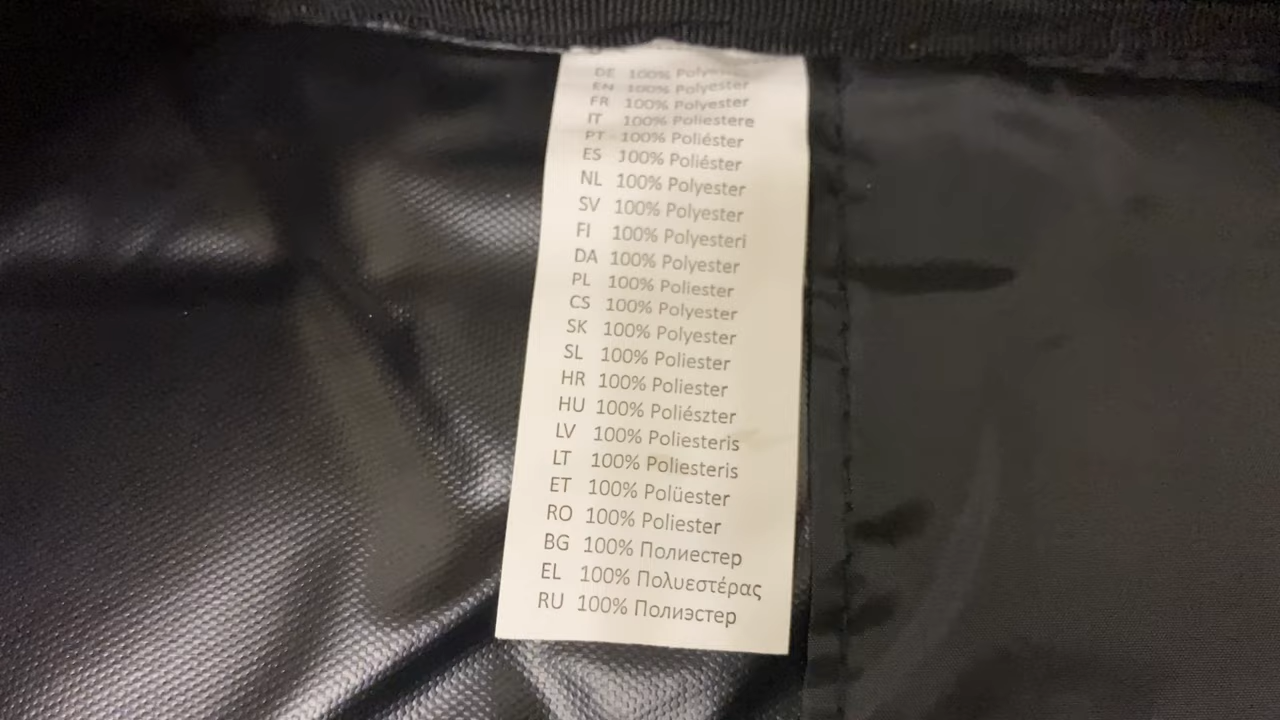 DE 100% Polyester
EN 100% Polyester
FR 100% Polyester
IT 100% Poliestere
PT 100% Poliéster
ES 100% Poliéster
NL 100% Polyester
SV 100% Polyester
FI 100% Polyesteri
DA 100% Polyester
PL 100% Poliester
CS 100% Polyester
SK 100% Polyester
SL 100% Poliester
HR 100% Poliester
HU 100% Poliészter
LV 100% Poliesteris
LT 100% Poliesteris
ET 100% Polüester
RO 100% Poliester
BG 100% Полиестер
EL 100% Πολυεστέρας
RU 100% Полиэстер